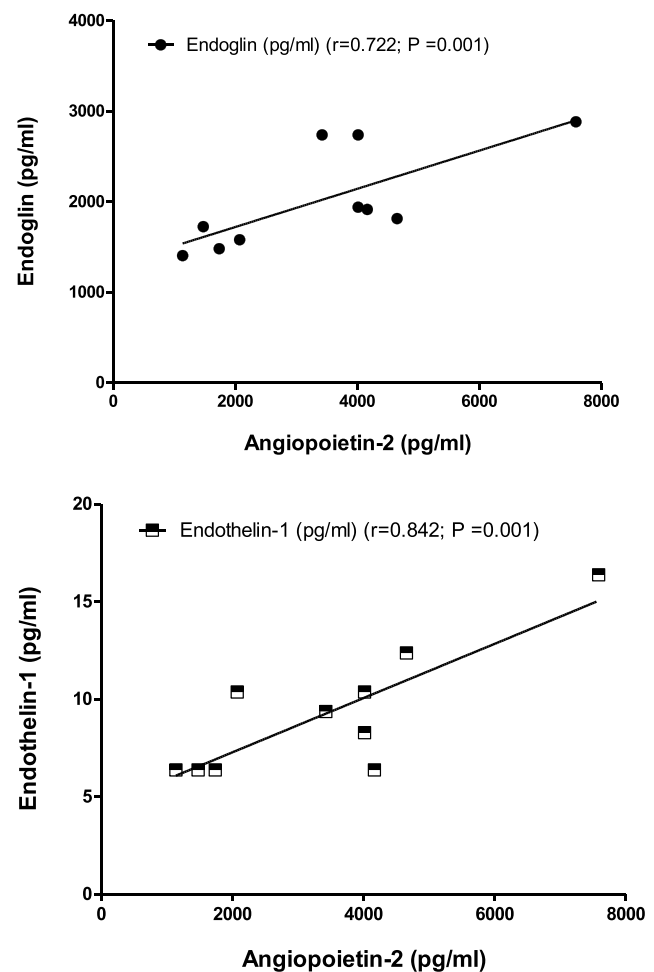 4000
Endoglin (pg/ml) (r=0.722; P =0.001)
3000
2000
1000
0
Endoglin (pg/ml)
0 2000 4000 6000 8000
Angiopoietin-2 (pg/ml)
20
Endothelin-1 (pg/ml) (r=0.842; P =0.001)
15
10
5
0
Endothelin-1 (pg/ml)
0 2000 4000 6000 8000
Angiopoietin-2 (pg/ml)